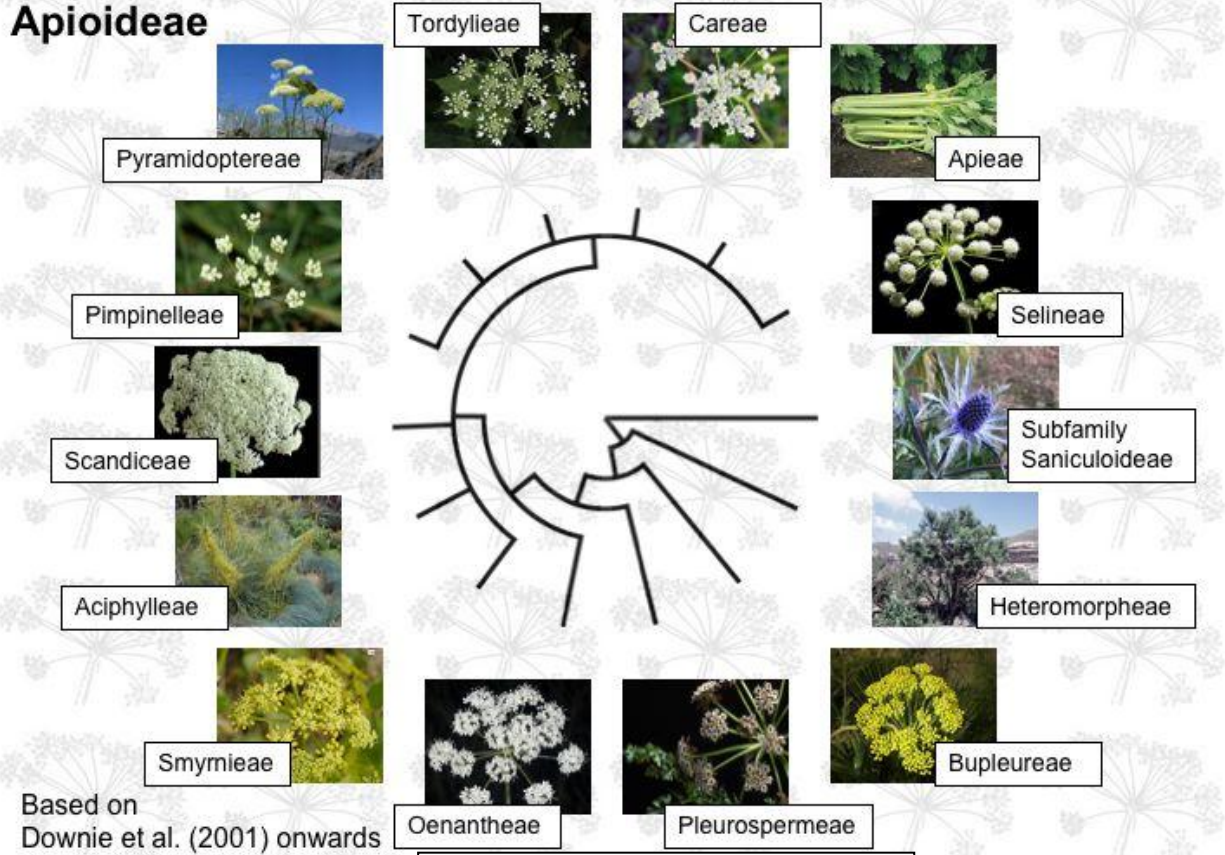 Apioideae
Tordylieae
Careae
Pyramidoptereae
Apieae
Pimpinelleae
Selineae
Scandiceae
Subfamily
Saniculoideae
Aciphylleae
Heteromorpheae
Smyrnieae
Bupleureae
Based on
Downie et al. (2001) onwards
Oenantheae
Pleurospermeae